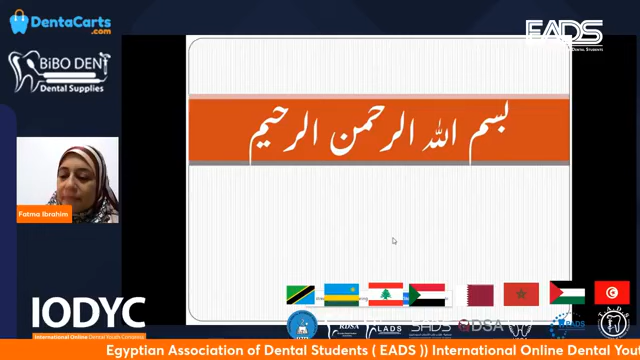 DentaCarts
.com
BiBO DENT
Dental Supplies
EADS
بسم الله الرحمن الرحيم
Fatma Ibrahim
IODYC
International Online Dental Youth Congress
LADS
Egyptian Association of Dental Students ( EADS )) International Online Dental You